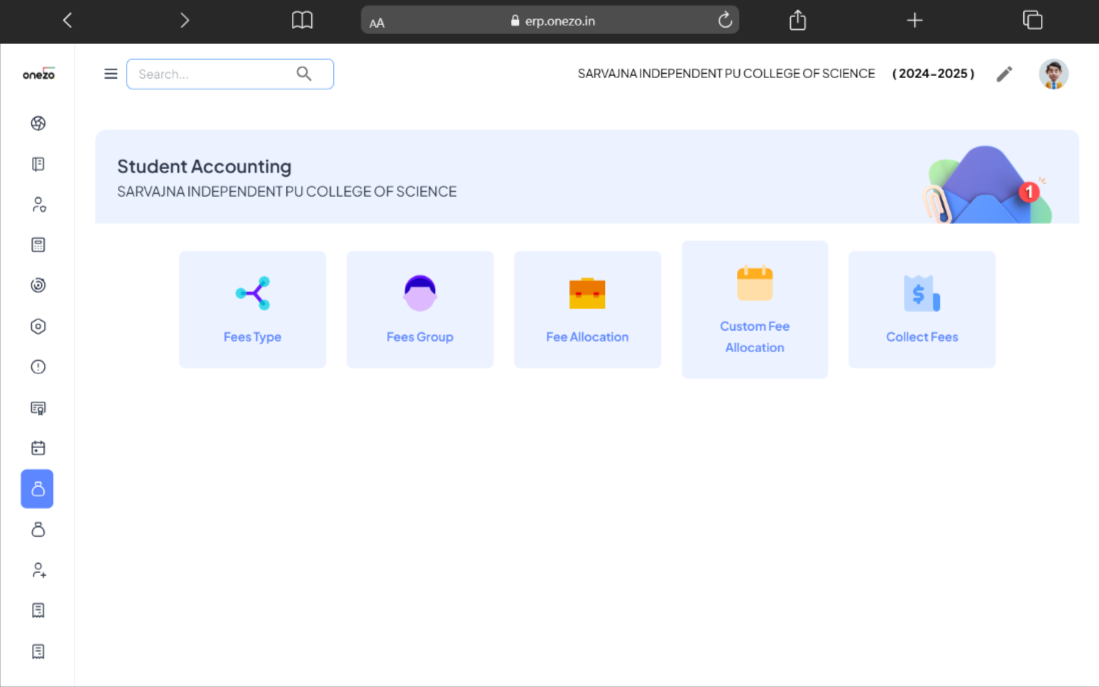 AA
erp.onezo.in
onezo
Search...
SARVAJNA INDEPENDENT PU COLLEGE OF SCIENCE
( 2024-2025 )
Student Accounting
SARVAJNA INDEPENDENT PU COLLEGE OF SCIENCE
1
Fees Type
Fees Group
Fee Allocation
Custom Fee
Allocation
$
Collect Fees